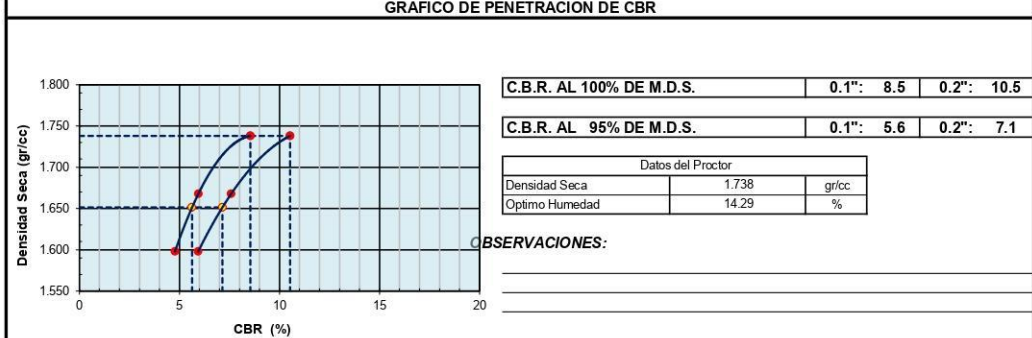 GRAFICO DE PENETRACION DE CBR
1.800
1.750
1.700
1.650
1.600
1.550
Densidad Seca (gr/cc)
0 5 10 15 20
CBR (%)
C.B.R. AL 100% DE M.D.S. 0.1": 8.5 0.2": 10.5
C.B.R. AL 95% DE M.D.S. 0.1": 5.6 0.2": 7.1
Datos del Proctor
Densidad Seca 1.738 gr/cc
Optimo Humedad 14.29 %
OBSERVACIONES: